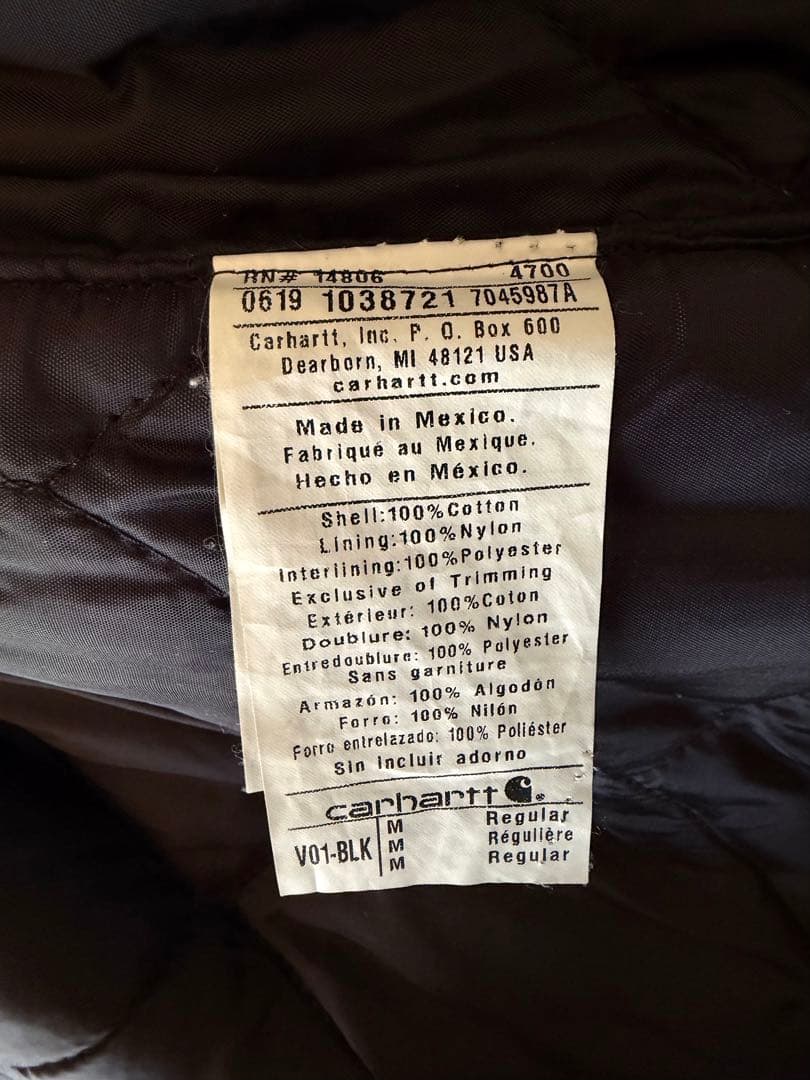 RN# 14806 4700
0619 1038721 7045987A
Carhartt, Inc. P. O. Box 600
Dearborn, MI 48121 USA
carhartt.com
Made in Mexico.
Fabriqué au Mexique.
Hecho en México.
Shell:100%Cotton
Lining:100%Nylon
Interlining:100%Polyester
Exclusive of Trimming
Extérieur: 100%Coton
Doublure: 100% Nylon
Entredoublure: 100% Polyester
Sans garniture
Armazón: 100% Algodón
Forro: 100% Nilón
Forro entrelazado: 100% Poliéster
Sin incluir adorno
carhartt
M Regular
V01-BLK M Régulière
M Regular